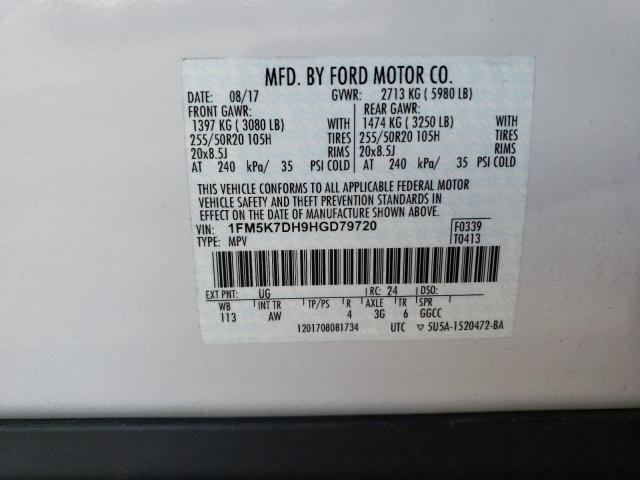 MFD. BY FORD MOTOR CO.
DATE: 08/17 GVWR: 2713 KG ( 5980 LB)
FRONT GAWR: REAR GAWR:
1397 KG ( 3080 LB) WITH 1474 KG ( 3250 LB) WITH
255/50R20 105H TIRES 255/50R20 105H TIRES
20x8.5J RIMS 20x8.5J RIMS
AT 240 kPa/ 35 PSI COLD AT 240 kPa/ 35 PSI COLD
THIS VEHICLE CONFORMS TO ALL APPLICABLE FEDERAL MOTOR
VEHICLE SAFETY AND THEFT PREVENTION STANDARDS IN
EFFECT ON THE DATE OF MANUFACTURE SHOWN ABOVE.
VIN: 1FM5K7DH9HGD79720 F0339
TYPE: MPV T0413
EXT PNT: UG RC: 24 DSO:
WB INT TR TP/PS R AXLE TR SPR
113 AW 4 3G 6 GGCC
1201708081734 UTC ▽ 5U5A-1520472-BA